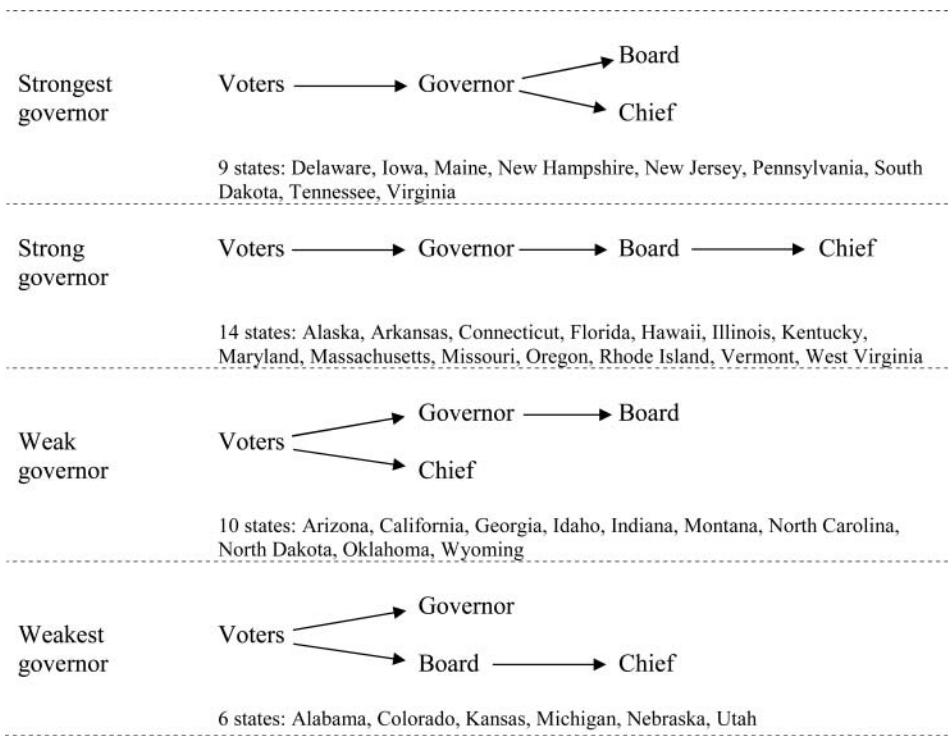 Strongest governor
Voters Governor Board
Chief
9 states: Delaware, Iowa, Maine, New Hampshire, New Jersey, Pennsylvania, South
Dakota, Tennessee, Virginia
Strong governor
Voters Governor Board Chief
14 states: Alaska, Arkansas, Connecticut, Florida, Hawaii, Illinois, Kentucky,
Maryland, Massachusetts, Missouri, Oregon, Rhode Island, Vermont, West Virginia
Weak governor
Voters Governor Board
Chief
10 states: Arizona, California, Georgia, Idaho, Indiana, Montana, North Carolina,
North Dakota, Oklahoma, Wyoming
Weakest governor
Voters Governor
Board Chief
6 states: Alabama, Colorado, Kansas, Michigan, Nebraska, Utah